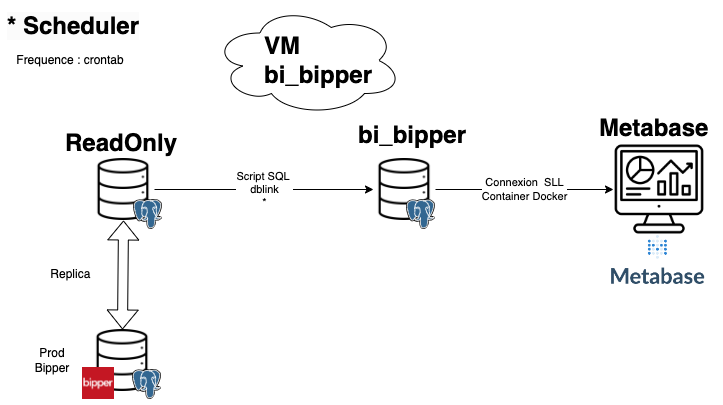 * Scheduler
Frequence : crontab
VM
bi_bipper
ReadOnly
bi_bipper
Metabase
Script SQL
dblink
*
Connexion SLL
Container Docker
Metabase
Replica
Prod
Bipper
bipper